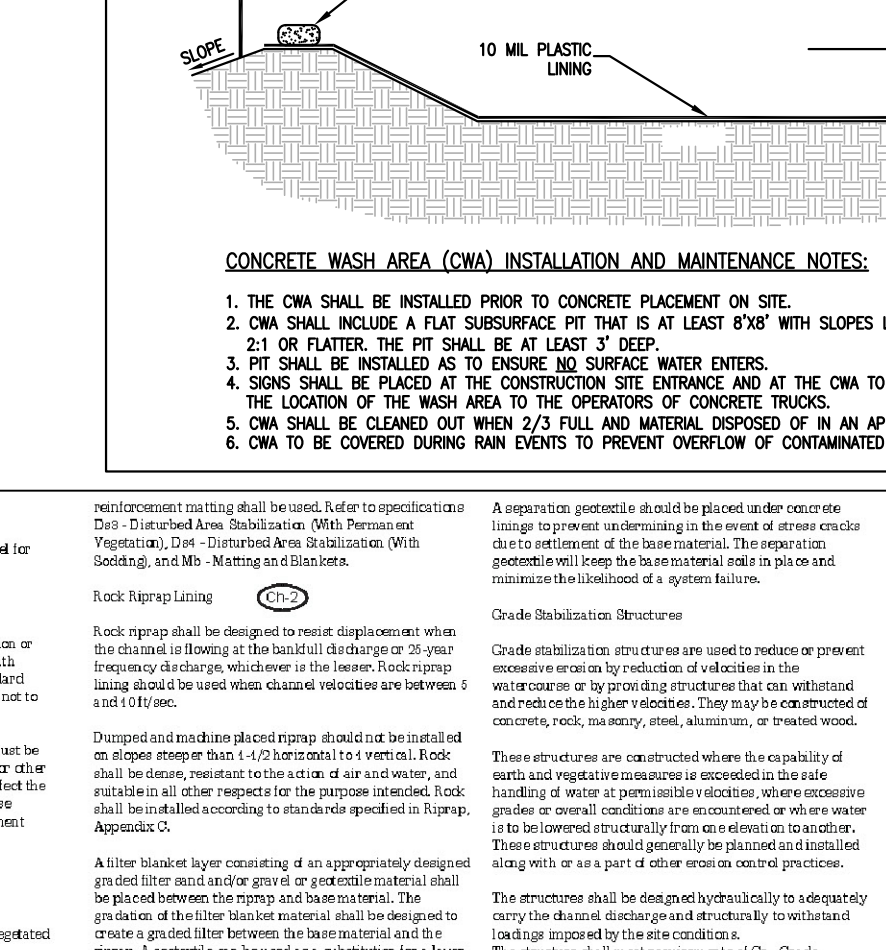 SLOPE
10 MIL PLASTIC
LINING
CONCRETE WASH AREA (CWA) INSTALLATION AND MAINTENANCE NOTES:
1. THE CWA SHALL BE INSTALLED PRIOR TO CONCRETE PLACEMENT ON SITE.
2. CWA SHALL INCLUDE A FLAT SUBSURFACE PIT THAT IS AT LEAST 8'X8' WITH SLOPES
2:1 OR FLATTER. THE PIT SHALL BE AT LEAST 3' DEEP.
3. PIT SHALL BE INSTALLED AS TO ENSURE NO SURFACE WATER ENTERS.
4. SIGNS SHALL BE PLACED AT THE CONSTRUCTION SITE ENTRANCE AND AT THE CWA TO
THE LOCATION OF THE WASH AREA TO THE OPERATORS OF CONCRETE TRUCKS.
5. CWA SHALL BE CLEANED OUT WHEN 2/3 FULL AND MATERIAL DISPOSED OF IN AN AP
6. CWA TO BE COVERED DURING RAIN EVENTS TO PREVENT OVERFLOW OF CONTAMINATED
for
on or
not to
ust be
or other
fect the
ment
egetated
reinforcement matting shall be used. Refer to specifications
Ds3 - Disturbed Area Stabilization (With Permanent
Vegetation), Ds4 - Disturbed Area Stabilization (With
Sodding), and Mb - Matting and Blankets.
Rock Riprap Lining Ch-2
Rock riprap shall be designed to resist displacement when
the channel is flowing at the bankfull discharge or 25-year
frequency discharge, whichever is the lesser. Rock riprap
lining should be used when channel velocities are between 5
and 10 ft/sec.
Dumped and machine placed riprap should not be installed
on slopes steeper than 1-1/2 horizontal to 1 vertical. Rock
shall be dense, resistant to the action of air and water, and
suitable in all other respects for the purpose intended. Rock
shall be installed according to standards specified in Riprap,
Appendix C.
A filter blanket layer consisting of an appropriately designed
graded filter sand and/or gravel or geotextile material shall
be placed between the riprap and base material. The
gradation of the filter blanket material shall be designed to
create a graded filter between the base material and the
A separation geotextile should be placed under concrete
linings to prevent undermining in the event of stress cracks
due to settlement of the base material. The separation
geotextile will keep the base material soils in place and
minimize the likelihood of a system failure.
Grade Stabilization Structures
Grade stabilization structures are used to reduce or prevent
excessive erosion by reduction of velocities in the
watercourse or by providing structures that can withstand
and reduce the higher velocities. They may be constructed of
concrete, rock, masonry, steel, aluminum, or treated wood.
These structures are constructed where the capability of
earth and vegetative measures is exceeded in the safe
handling of water at permissible velocities, where excessive
grades or overall conditions are encountered or where water
is to be lowered structurally from one elevation to another.
These structures should generally be planned and installed
along with or as a part of other erosion control practices.
The structures shall be designed hydraulically to adequately
carry the channel discharge and structurally to withstand
loadings imposed by the site conditions.